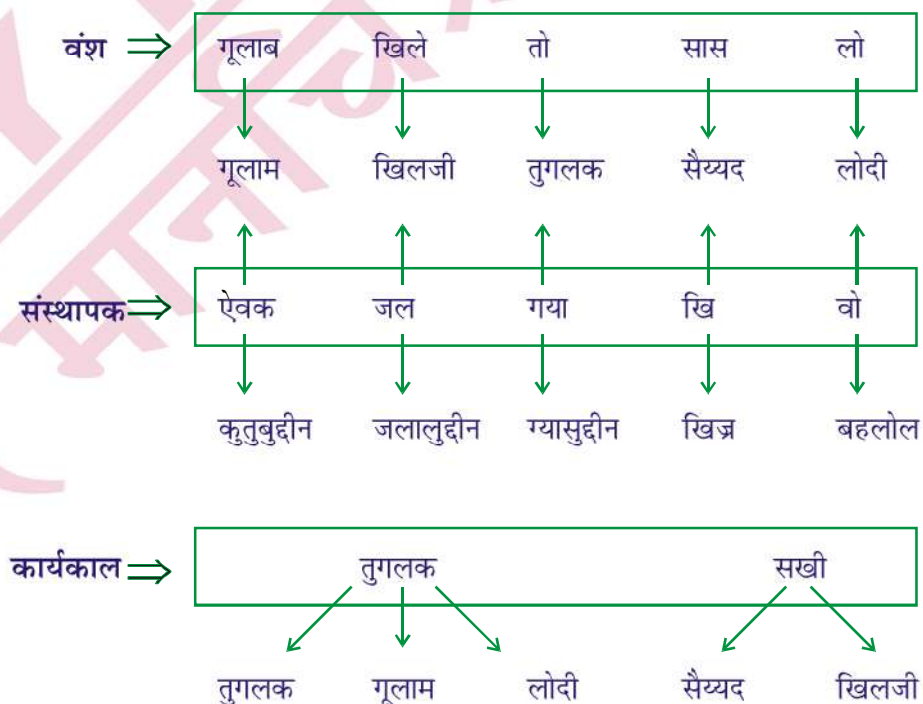 वंश ⇒ गूलाब खिले तो सास लो
गूलाम खिलजी तुगलक सैय्यद लोदी
संस्थापक ⇒ ऐवक जल गया खि वो
कुतुबुद्दीन जलालुद्दीन ग्यासुद्दीन खिज्र बहलोल
कार्यकाल ⇒ तुगलक सखी
तुगलक गूलाम लोदी सैय्यद खिलजी